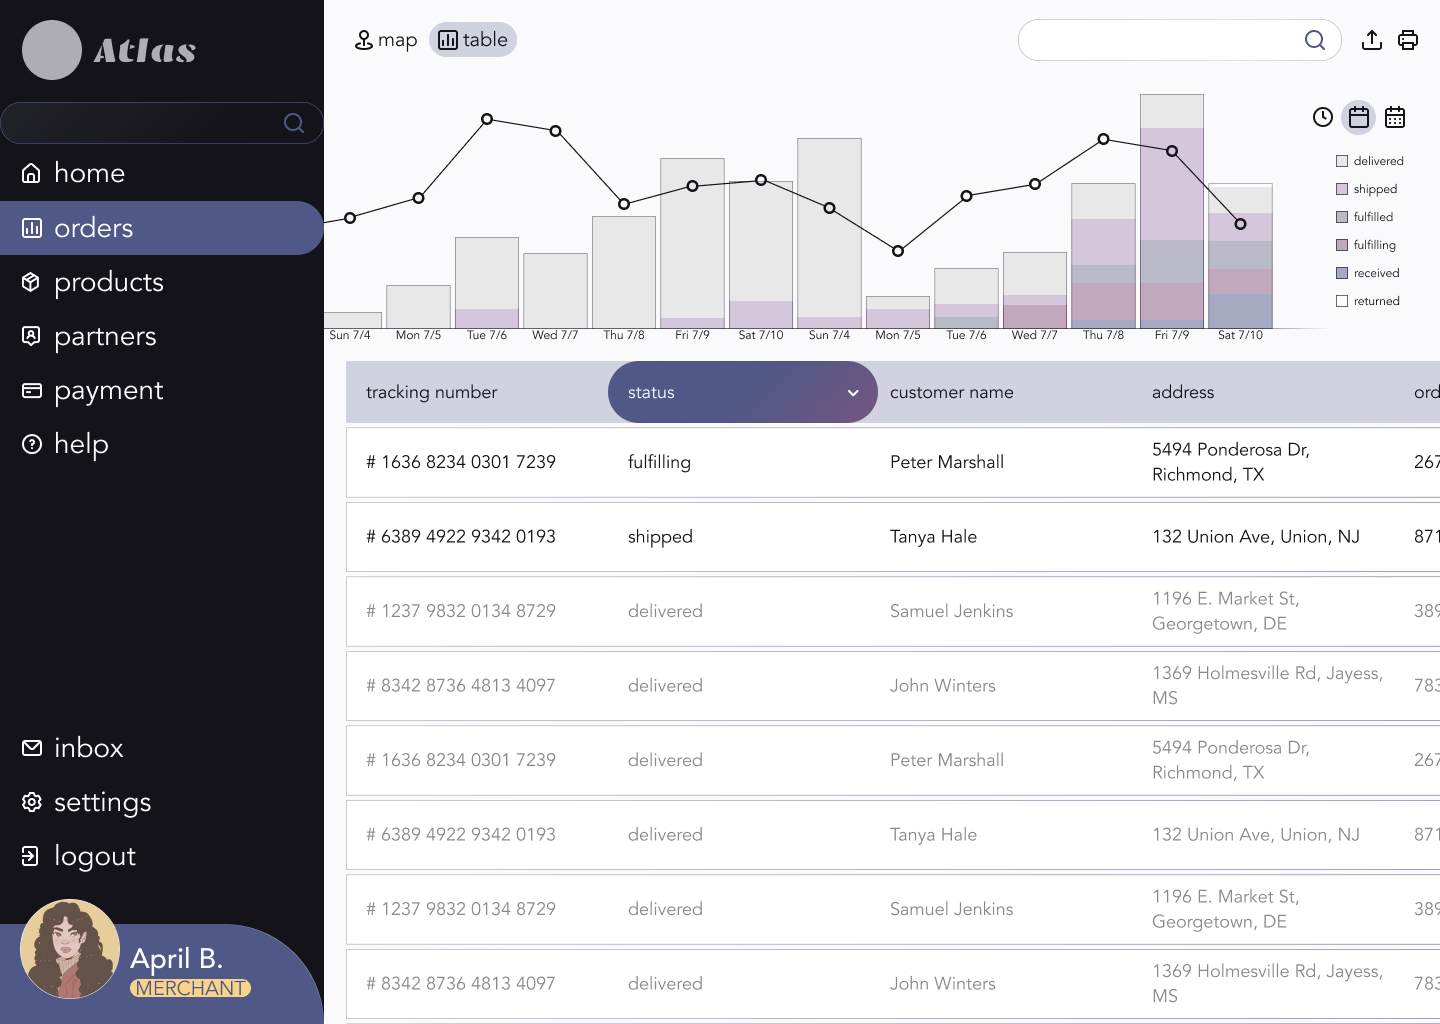 Atlas
home
orders
products
partners
payment
help
inbox
settings
logout
April B.
MERCHANT
map
table
delivered
shipped
fulfilled
fulfilling
received
returned
Sun 7/4 Mon 7/5 Tue 7/6 Wed 7/7 Thu 7/8 Fri 7/9 Sat 7/10 Sun 7/4 Mon 7/5 Tue 7/6 Wed 7/7 Thu 7/8 Fri 7/9 Sat 7/10
tracking number status customer name address ord
# 1636 8234 0301 7239 fulfilling Peter Marshall 5494 Ponderosa Dr, 267
Richmond, TX
# 6389 4922 9342 0193 shipped Tanya Hale 132 Union Ave, Union, NJ 871
# 1237 9832 0134 8729 delivered Samuel Jenkins 1196 E. Market St, 389
Georgetown, DE
# 8342 8736 4813 4097 delivered John Winters 1369 Holmesville Rd, Jayess, 783
MS
# 1636 8234 0301 7239 delivered Peter Marshall 5494 Ponderosa Dr, 267
Richmond, TX
# 6389 4922 9342 0193 delivered Tanya Hale 132 Union Ave, Union, NJ 871
# 1237 9832 0134 8729 delivered Samuel Jenkins 1196 E. Market St, 389
Georgetown, DE
# 8342 8736 4813 4097 delivered John Winters 1369 Holmesville Rd, Jayess, 783
MS